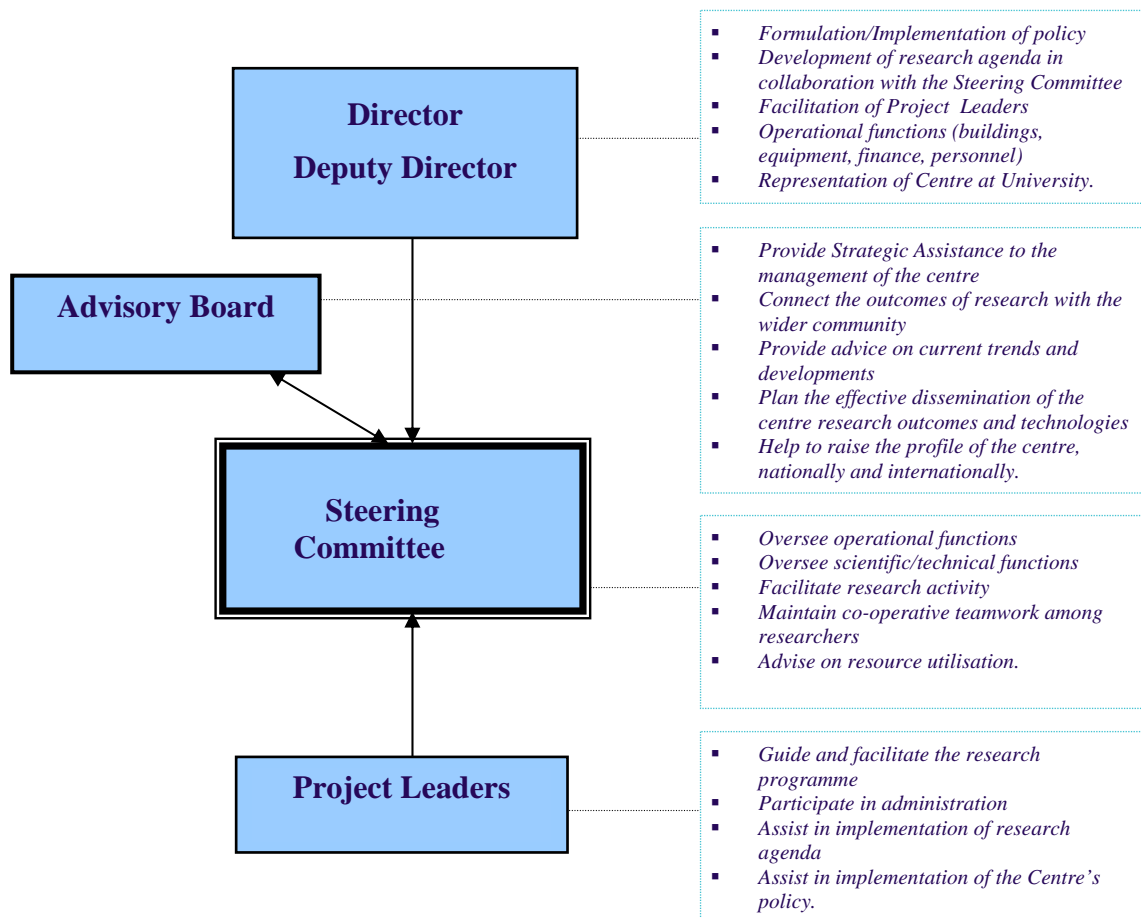 Director
Deputy Director
▪ Formulation/Implementation of policy
▪ Development of research agenda in
collaboration with the Steering Committee
▪ Facilitation of Project Leaders
▪ Operational functions (buildings,
equipment, finance, personnel)
▪ Representation of Centre at University.
Advisory Board
▪ Provide Strategic Assistance to the
management of the centre
▪ Connect the outcomes of research with the
wider community
▪ Provide advice on current trends and
developments
▪ Plan the effective dissemination of the
centre research outcomes and technologies
▪ Help to raise the profile of the centre,
nationally and internationally.
Steering
Committee
▪ Oversee operational functions
▪ Oversee scientific/technical functions
▪ Facilitate research activity
▪ Maintain co-operative teamwork among
researchers
▪ Advise on resource utilisation.
Project Leaders
▪ Guide and facilitate the research
programme
▪ Participate in administration
▪ Assist in implementation of research
agenda
▪ Assist in implementation of the Centre’s
policy.